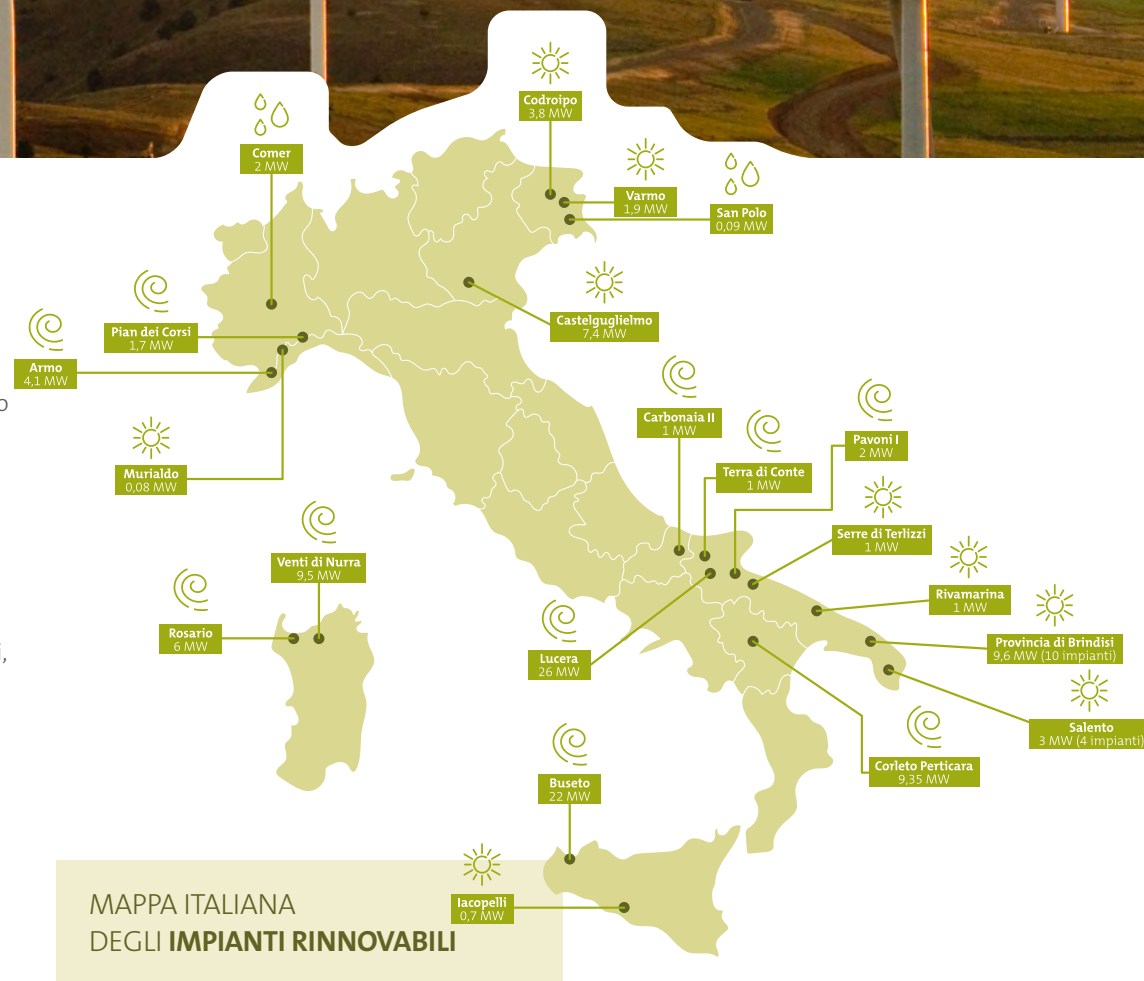 Codroipo
3,8 MW
Comer
2 MW
Varmo
1,9 MW
San Polo
0,09 MW
Castelguglielmo
7,4 MW
Pian dei Corsi
1,7 MW
Armo
4,1 MW
o
Murialdo
0,08 MW
Carbonaia II
1 MW
Pavoni I
2 MW
Terra di Conte
1 MW
Serre di Terlizzi
1 MW
Venti di Nurra
9,5 MW
Rivamarina
1 MW
Rosario
6 MW
i,
Lucera
26 MW
Provincia di Brindisi
9,6 MW (10 impianti)
Salento
3 MW (4 impianti)
Corleto Perticara
9,35 MW
Buseto
22 MW
Iacopelli
0,7 MW
MAPPA ITALIANA
DEGLI IMPIANTI RINNOVABILI